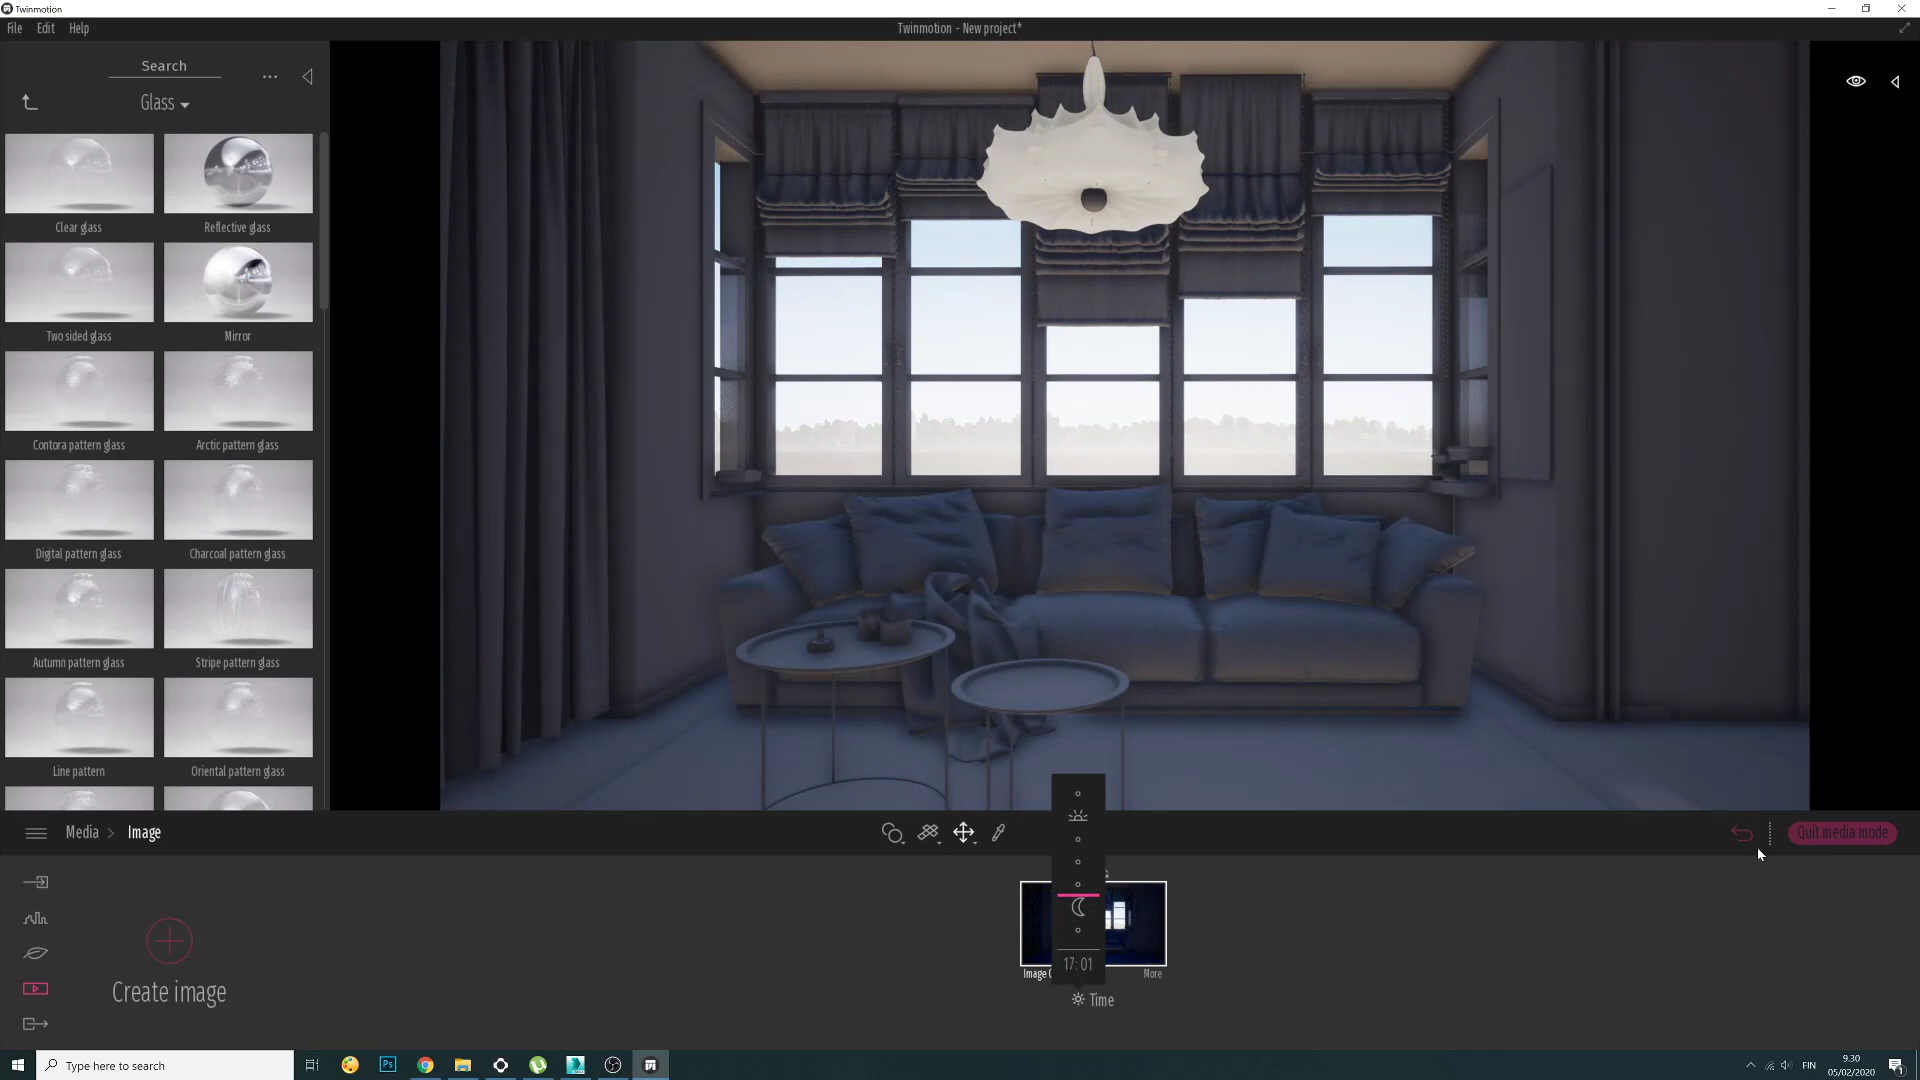 Twinmotion
File Edit Help
Twinmotion - New project*
Search
...
Glass
Clear glass
Reflective glass
Two sided glass
Mirror
Contora pattern glass
Arctic pattern glass
Digital pattern glass
Charcoal pattern glass
Autumn pattern glass
Stripe pattern glass
Line pattern
Oriental pattern glass
Media > Image
Quit media mode
Create image
Image
More
17:01
Time
Type here to search
Ps
FIN
9.30
05/02/2020
1